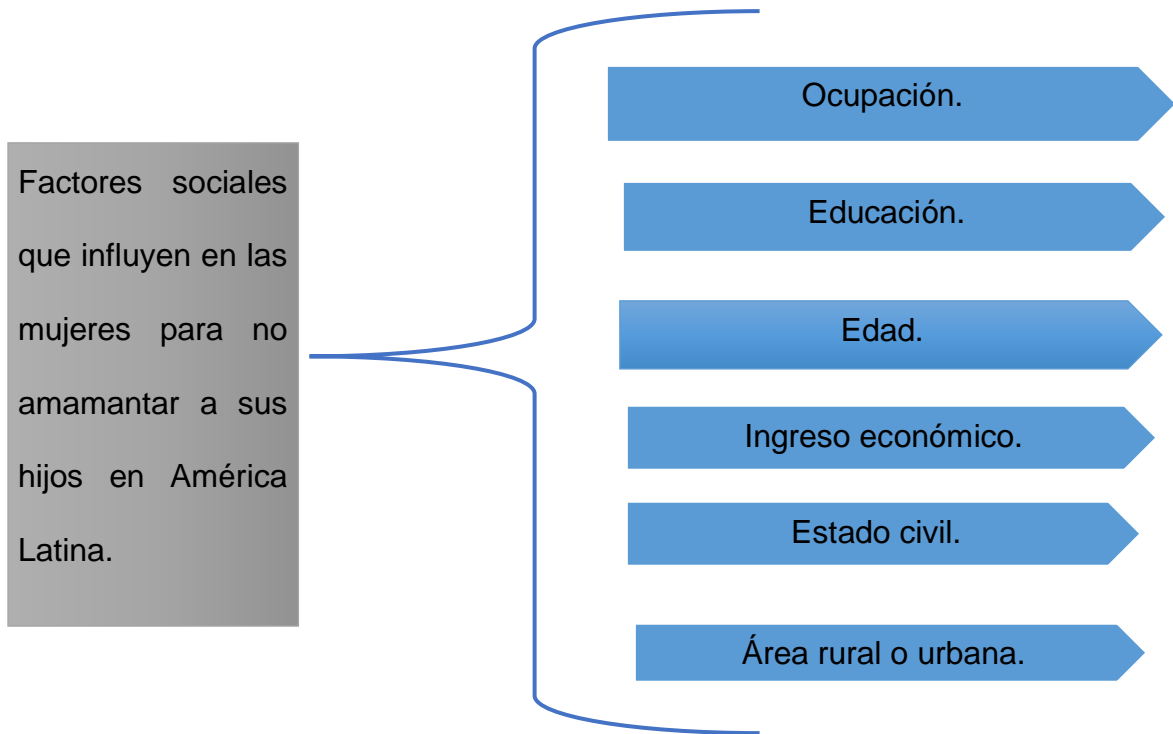 Factores sociales
que influyen en las
mujeres para no
amamantar a sus
hijos en América
Latina.
Ocupación.
Educación.
Edad.
Ingreso económico.
Estado civil.
Área rural o urbana.